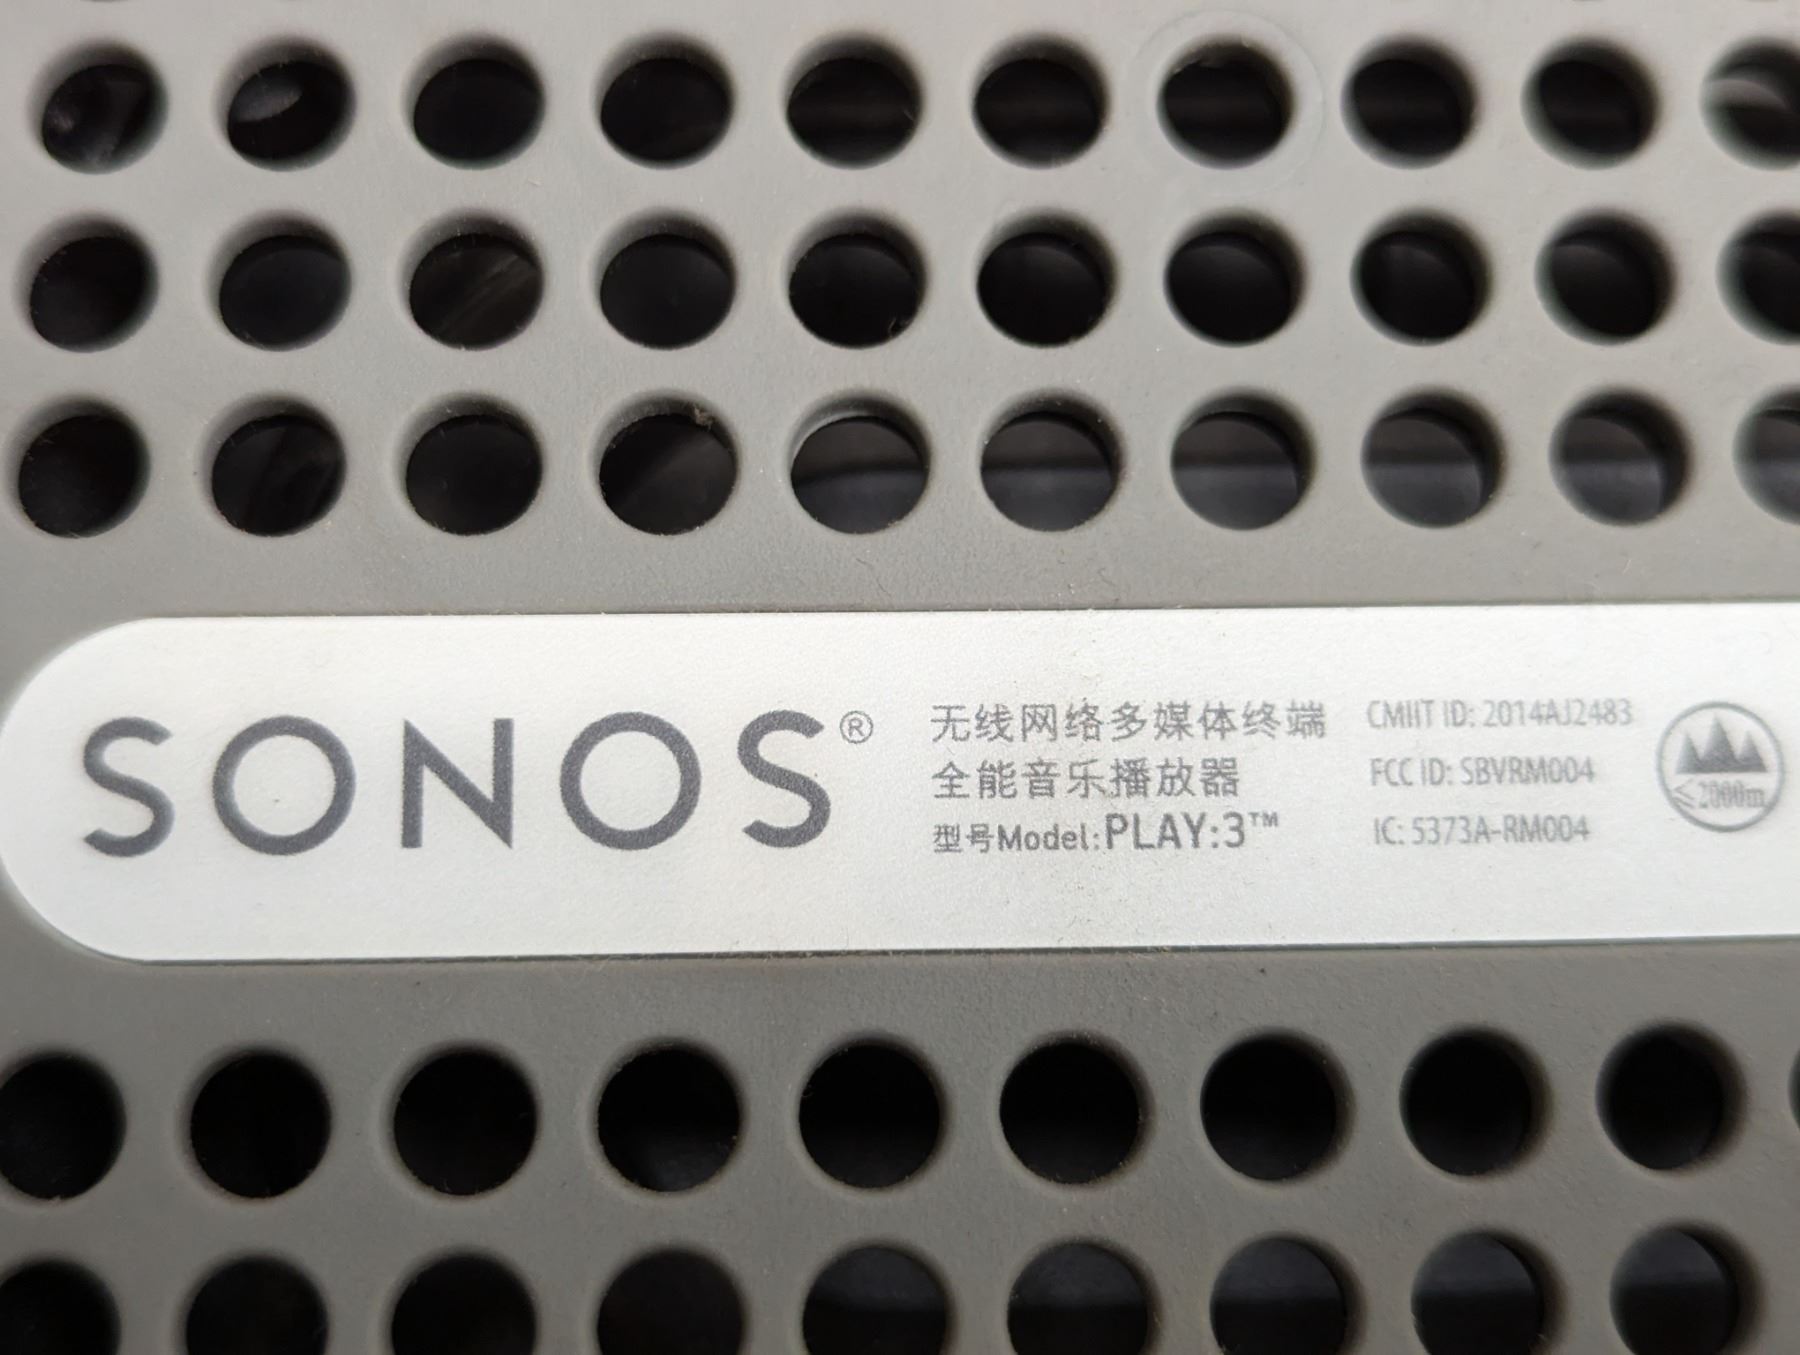 SONOS®
无线网络多媒体终端
全能音乐播放器
型号Model:PLAY:3™
CMIIT ID: 2014AJ2483
FCC ID: SBVRM004
IC: 5373A-RM004
≤2000m